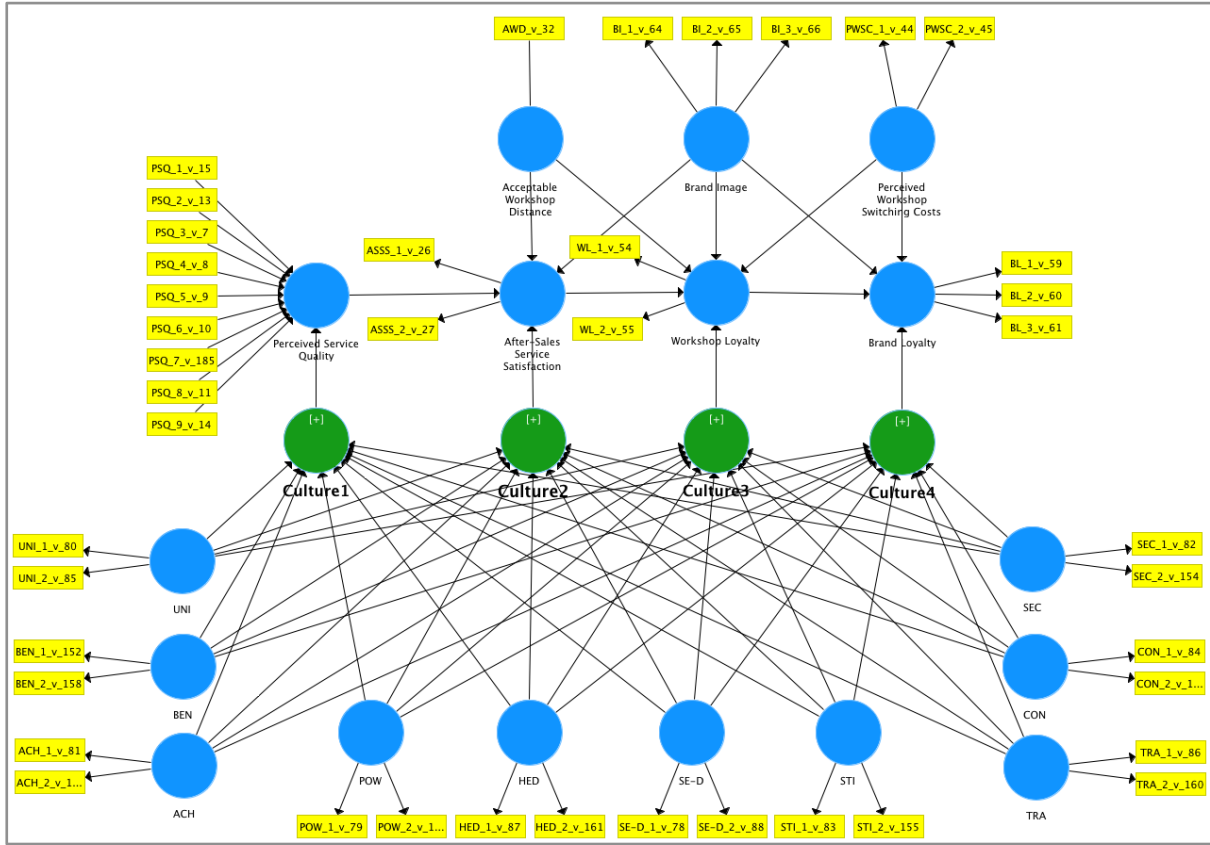 AWD_v_32
BI_1_v_64
BI_2_v_65
BI_3_v_66
PWSC_1_v_44
PWSC_2_v_45
Acceptable
Workshop
Distance
Brand Image
Perceived
Workshop
Switching Costs
PSQ_1_v_15
PSQ_2_v_13
PSQ_3_v_7
PSQ_4_v_8
PSQ_5_v_9
PSQ_6_v_10
PSQ_7_v_185
PSQ_8_v_11
PSQ_9_v_14
ASSS_1_v_26
ASSS_2_v_27
WL_1_v_54
WL_2_v_55
BL_1_v_59
BL_2_v_60
BL_3_v_61
Perceived Service
Quality
After-Sales
Service
Satisfaction
Workshop Loyalty
Brand Loyalty
[+]
[+]
[+]
[+]
Culture1
Culture2
Culture3
Culture4
UNI_1_v_80
UNI_2_v_85
UNI
SEC_1_v_82
SEC_2_v_154
SEC
BEN_1_v_152
BEN_2_v_158
BEN
CON_1_v_84
CON_2_v_1...
CON
ACH_1_v_81
ACH_2_v_1...
ACH
POW
HED
SE-D
STI
TRA_1_v_86
TRA_2_v_160
TRA
POW_1_v_79
POW_2_v_1...
HED_1_v_87
HED_2_v_161
SE-D_1_v_78
SE-D_2_v_88
STI_1_v_83
STI_2_v_155